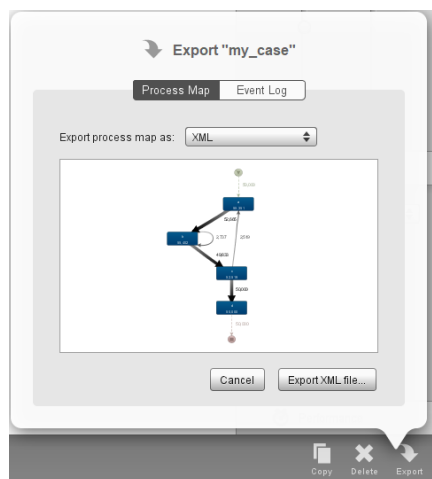 Export "my_case"
Process Map
Event Log
Export process map as:
XML
Cancel
Export XML file...
Copy
Delete
Export